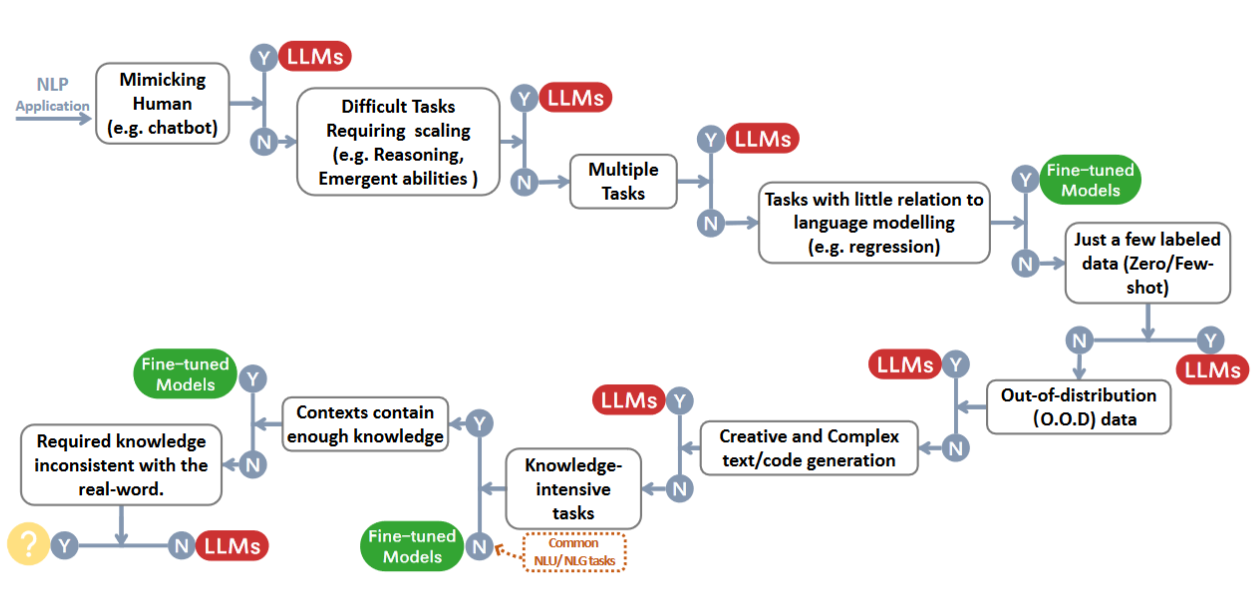 NLP
Application
Mimicking
Human
(e.g. chatbot)
Y
LLMs
N
Difficult Tasks
Requiring scaling
(e.g. Reasoning,
Emergent abilities )
Y
LLMs
N
Multiple
Tasks
Y
LLMs
N
Tasks with little relation to
language modelling
(e.g. regression)
Y
Fine-tuned
Models
N
Just a few labeled
data (Zero/Few-
shot)
N
Y
LLMs
Out-of-distribution
(O.O.D) data
LLMs
Y
N
Creative and Complex
text/code generation
LLMs
Y
N
Knowledge-
intensive
tasks
Y
Fine-tuned
Models
N
Common
NLU/ NLG tasks
Contexts contain
enough knowledge
Fine-tuned
Models
Y
N
Required knowledge
inconsistent with the
real-word.
?
Y
N
LLMs